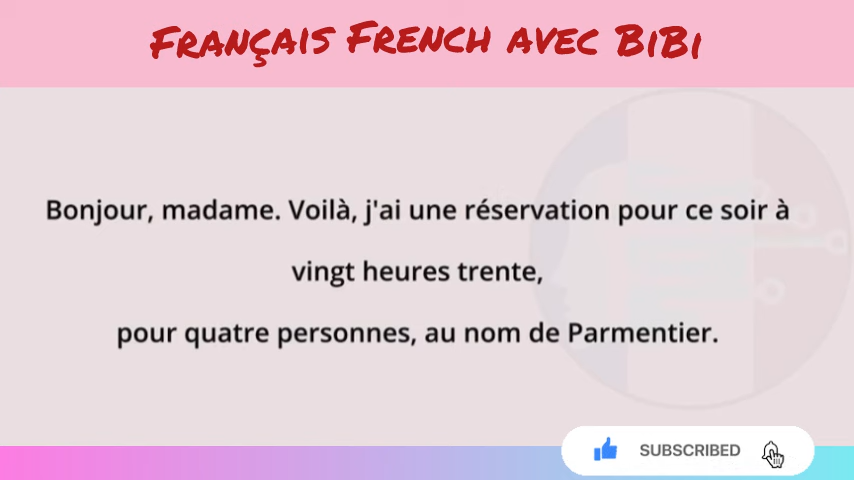 Français French avec BiBi
Bonjour, madame. Voilà, j'ai une réservation pour ce soir à
vingt heures trente,
pour quatre personnes, au nom de Parmentier.
SUBSCRIBED